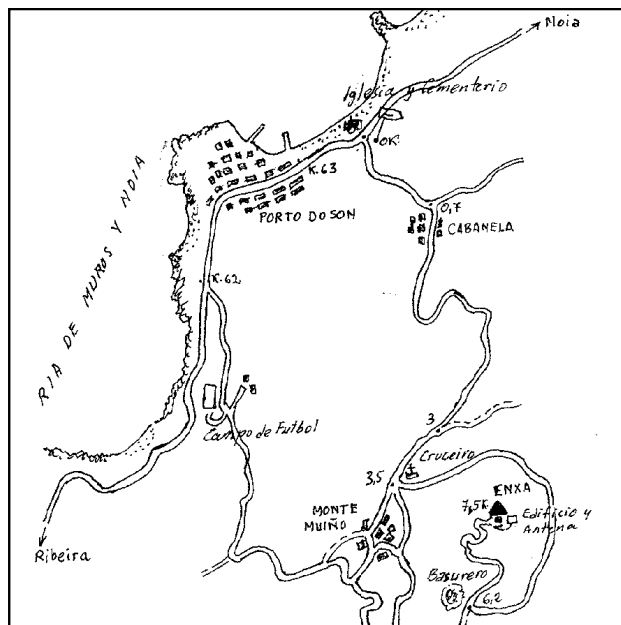 Noia
Iglesia y Cementerio
OK.
K.63
PORTO DO SON
0,7
CABANELA
RIA DE MUROS Y NOIA
K.62
Campo de Futbol
3
Cruceiro
3,5
ENXA
7,5K.
Edificio y
Antena
MONTE
MUIÑO
Ribeira
Basurero
6,2